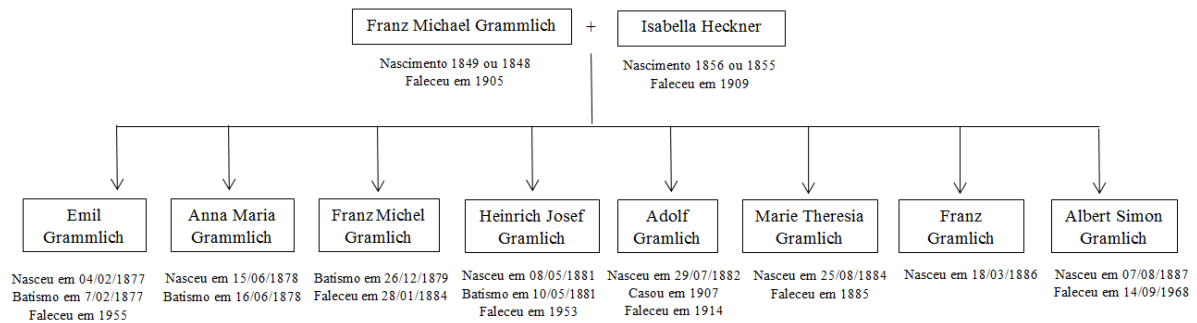 Franz Michael Grammlich + Isabella Heckner
Nascimento 1849 ou 1848
Faleceu em 1905
Nascimento 1856 ou 1855
Faleceu em 1909
Emil
Grammlich
Nasceu em 04/02/1877
Batismo em 7/02/1877
Faleceu em 1955
Anna Maria
Grammlich
Nasceu em 15/06/1878
Batismo em 16/06/1878
Franz Michel
Gramlich
Batismo em 26/12/1879
Faleceu em 28/01/1884
Heinrich Josef
Gramlich
Nasceu em 08/05/1881
Batismo em 10/05/1881
Faleceu em 1953
Adolf
Gramlich
Nasceu em 29/07/1882
Casou em 1907
Faleceu em 1914
Marie Theresia
Gramlich
Nasceu em 25/08/1884
Faleceu em 1885
Franz
Gramlich
Nasceu em 18/03/1886
Albert Simon
Gramlich
Nasceu em 07/08/1887
Faleceu em 14/09/1968